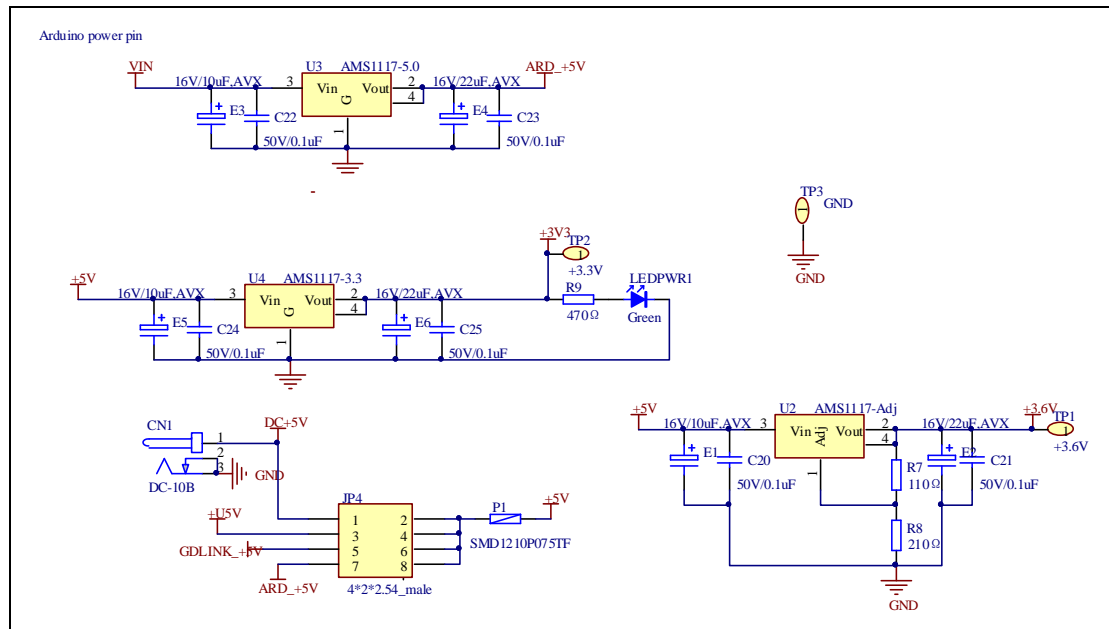 Arduino power pin
VIN
16V/10uF,AVX
U3 AMS1117-5.0
ARD_+5V
3 Vin Vout 2
4
G
1
16V/22uF,AVX
E3
C22
50V/0.1uF
E4
C23
50V/0.1uF
TP3
1
GND
GND
+3V3
TP2
1
+3.3V
+5V
16V/10uF,AVX
U4 AMS1117-3.3
3 Vin Vout 2
4
G
1
16V/22uF,AVX
E5
C24
50V/0.1uF
E6
C25
50V/0.1uF
R9
470Ω
LEDPWR1
Green
CN1
1
2
3
DC-10B
GND
DC+5V
+U5V
GDLINK_+5V
ARD_+5V
JP4
1 2
3 4
5 6
7 8
4*2*2.54_male
P1
+5V
SMD1210P075TF
+5V
16V/10uF,AVX
U2 AMS1117-Adj
3 Vin Vout 2
4
Adj
1
16V/22uF,AVX
+3.6V
TP1
1
+3.6V
E1
C20
50V/0.1uF
R7
110Ω
E2
C21
50V/0.1uF
R8
210Ω
GND